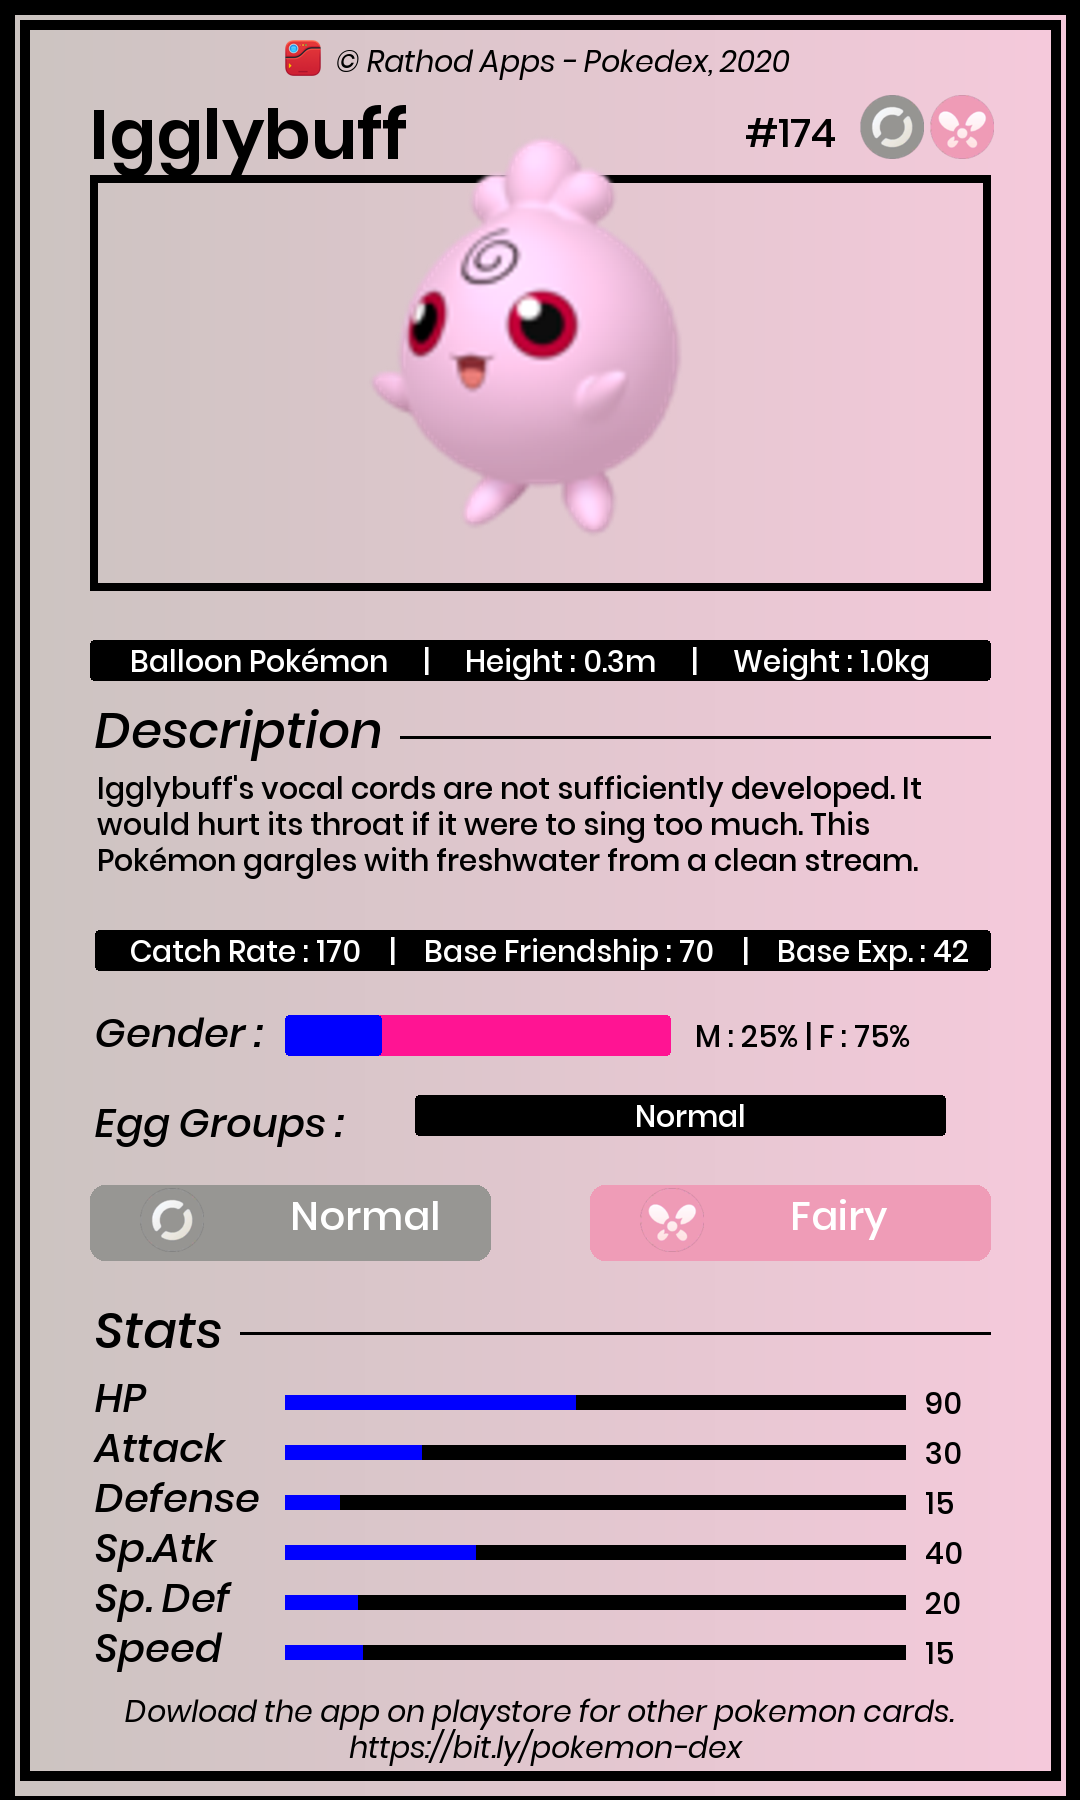 © Rathod Apps - Pokedex, 2020
Igglybuff #174
Balloon Pokémon | Height : 0.3m | Weight : 1.0kg
Description
Igglybuff's vocal cords are not sufficiently developed. It
would hurt its throat if it were to sing too much. This
Pokémon gargles with freshwater from a clean stream.
Catch Rate : 170 | Base Friendship : 70 | Base Exp. : 42
Gender : M : 25% | F : 75%
Egg Groups : Normal
Normal Fairy
Stats
HP 90
Attack 30
Defense 15
Sp.Atk 40
Sp. Def 20
Speed 15
Dowload the app on playstore for other pokemon cards.
https://bit.ly/pokemon-dex